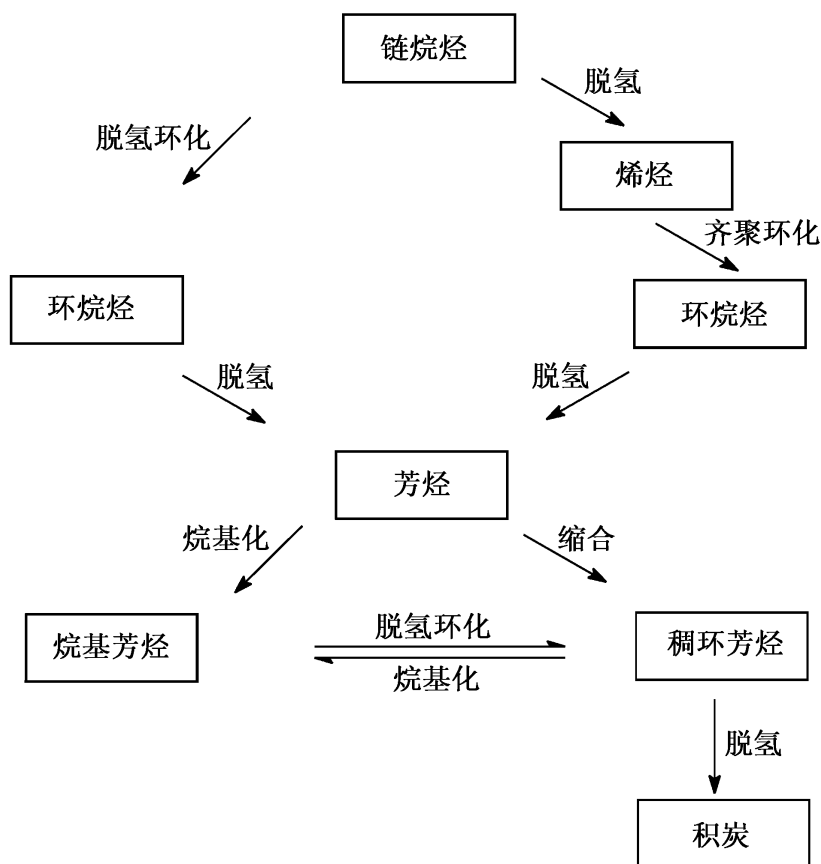 链烷烃
脱氢
脱氢环化
烯烃
齐聚环化
环烷烃
环烷烃
脱氢
脱氢
芳烃
烷基化
缩合
脱氢环化
烷基芳烃
稠环芳烃
烷基化
脱氢
积炭